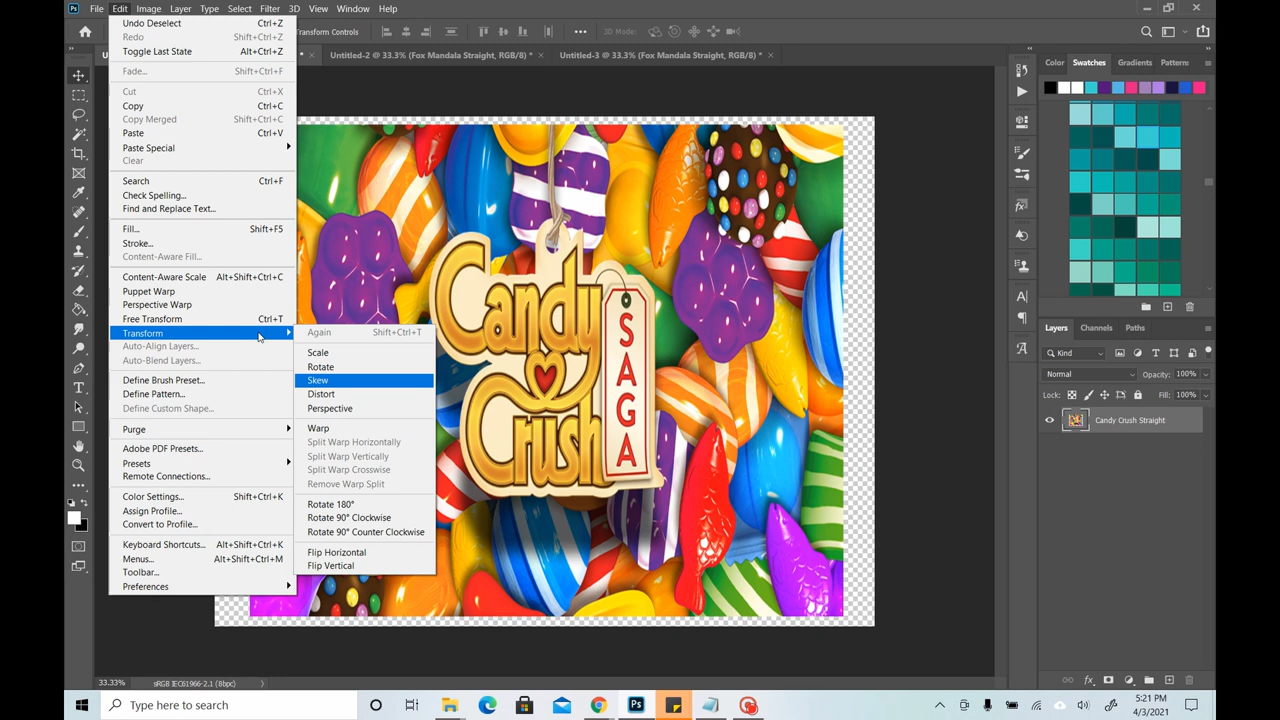 Ps File Edit Image Layer Type Select Filter 3D View Window Help
Transform Controls
3D Mode:
Untitled-2 @ 33.3% (Fox Mandala Straight, RGB/8) *
Untitled-3 @ 33.3% (Fox Mandala Straight, RGB/8) *
Undo Deselect Ctrl+Z
Redo Shift+Ctrl+Z
Toggle Last State Alt+Ctrl+Z
Fade... Shift+Ctrl+F
Cut Ctrl+X
Copy Ctrl+C
Copy Merged Shift+Ctrl+C
Paste Ctrl+V
Paste Special
Clear
Search Ctrl+F
Check Spelling...
Find and Replace Text...
Fill... Shift+F5
Stroke...
Content-Aware Fill...
Content-Aware Scale Alt+Shift+Ctrl+C
Puppet Warp
Perspective Warp
Free Transform Ctrl+T
Transform
Auto-Align Layers...
Auto-Blend Layers...
Define Brush Preset...
Define Pattern...
Define Custom Shape...
Purge
Adobe PDF Presets...
Presets
Remote Connections...
Color Settings... Shift+Ctrl+K
Assign Profile...
Convert to Profile...
Keyboard Shortcuts... Alt+Shift+Ctrl+K
Menus... Alt+Shift+Ctrl+M
Toolbar...
Preferences
Again Shift+Ctrl+T
Scale
Rotate
Skew
Distort
Perspective
Warp
Split Warp Horizontally
Split Warp Vertically
Split Warp Crosswise
Remove Warp Split
Rotate 180°
Rotate 90° Clockwise
Rotate 90° Counter Clockwise
Flip Horizontal
Flip Vertical
Candy
Crush
SAGA
Color Swatches Gradients Patterns
Layers Channels Paths
Kind
Normal Opacity: 100%
Lock: Fill: 100%
Candy Crush Straight
33.33% sRGB IEC61966-2.1 (8bpc)
Type here to search
Ps
5:21 PM
4/3/2021